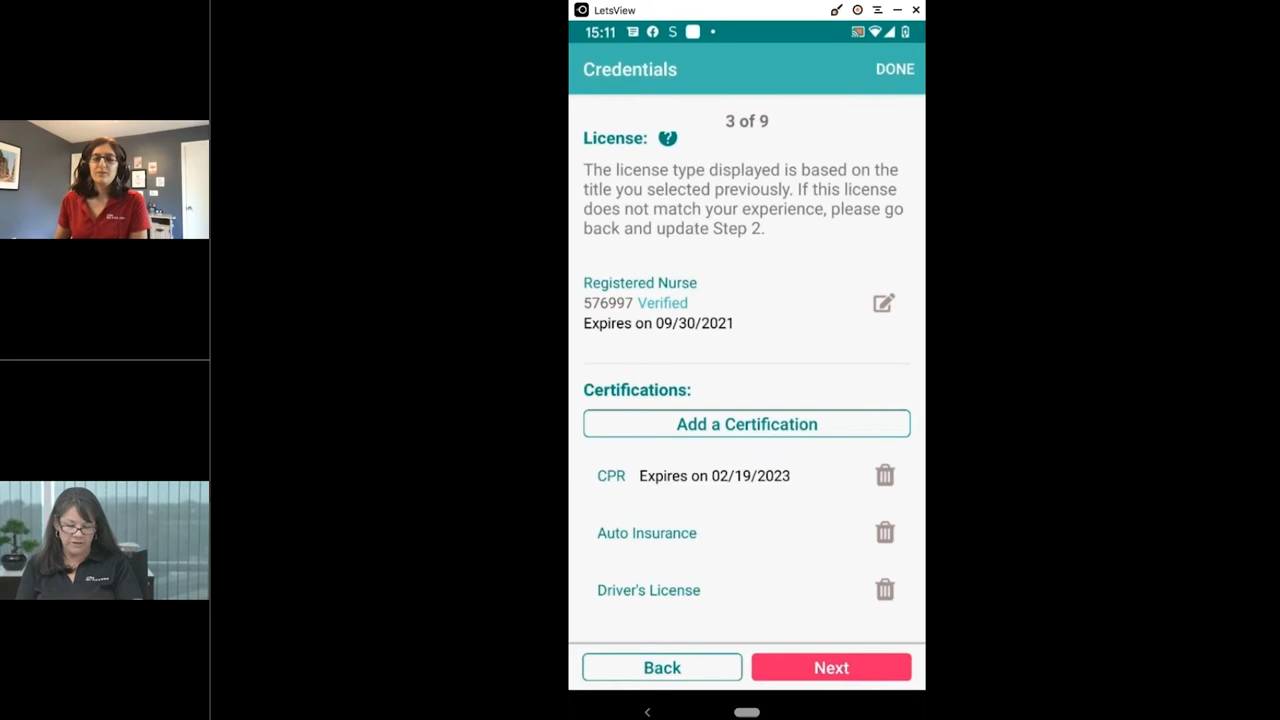 LetsView
15:11
Credentials
DONE
3 of 9
License: ?
The license type displayed is based on the
title you selected previously. If this license
does not match your experience, please go
back and update Step 2.
Registered Nurse
576997 Verified
Expires on 09/30/2021
Certifications:
Add a Certification
CPR Expires on 02/19/2023
Auto Insurance
Driver's License
Back Next